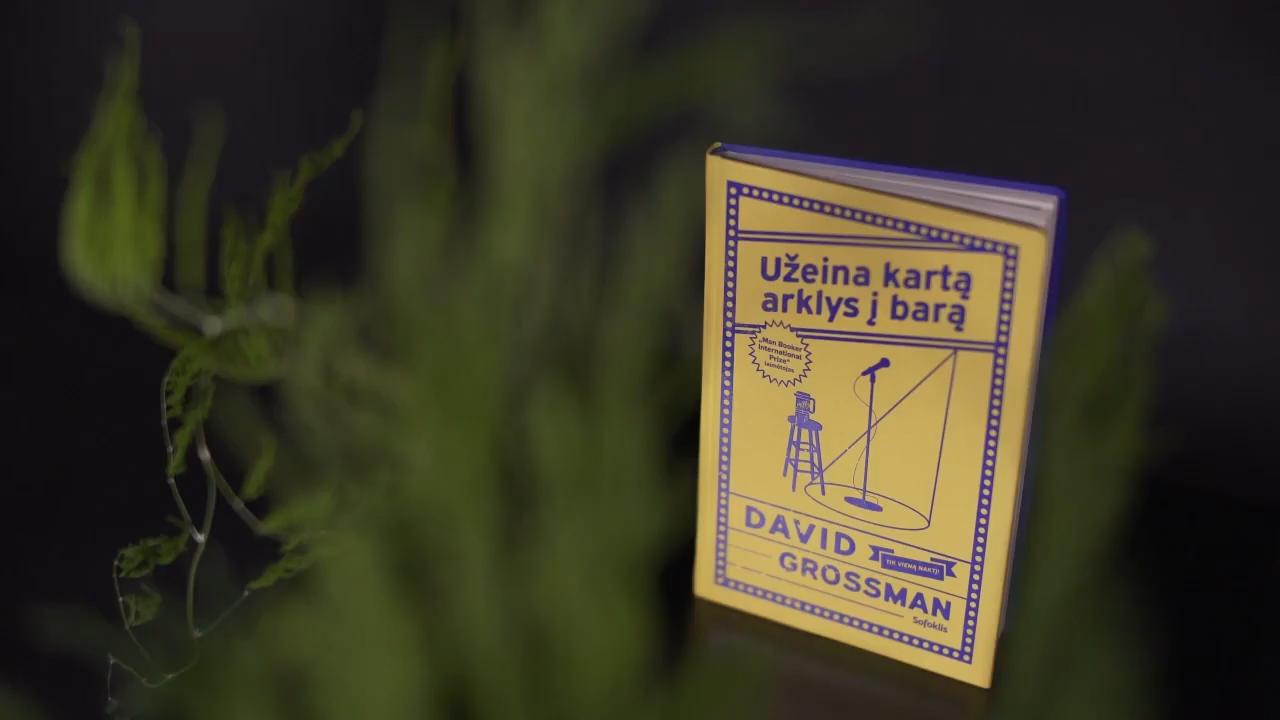 Užeina kartą
arklys į barą
„Man Booker
International
Prize“
laimėtojas
DAVID
TIK VIENĄ NAKTĮ!
GROSSMAN
Sofoklis